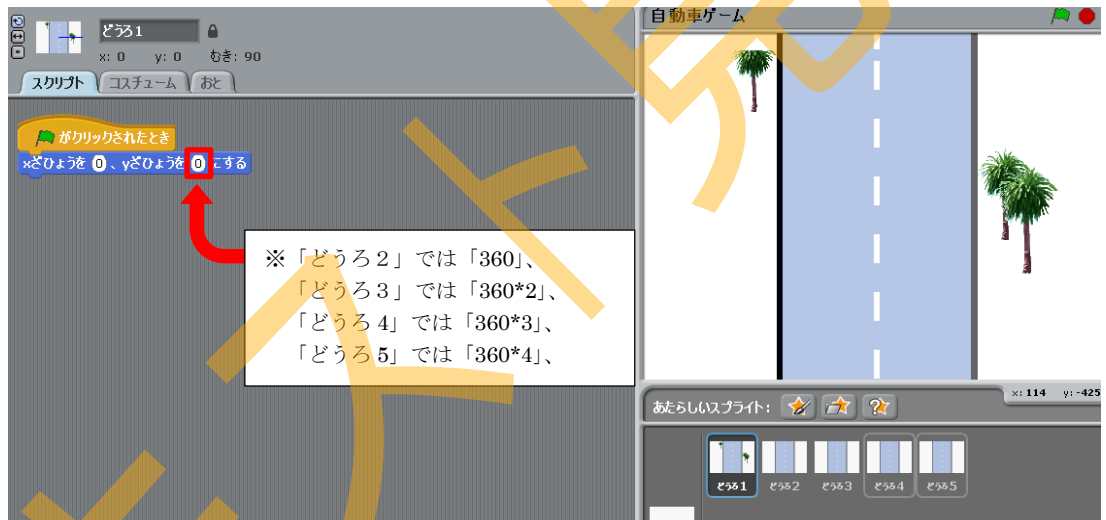 どうろ1
x: 0 y: 0 むき: 90
スクリプト コスチューム おと
がクリックされたとき
xざひょうを 0 、yざひょうを 0 にする
※「どうろ２」では「360」、
「どうろ３」では「360*2」、
「どうろ 4」では「360*3」、
「どうろ 5」では「360*4」、
自動車ゲーム
x: 114 y: -425
あたらしいスプライト:
どうろ1 どうろ2 どうろ3 どうろ4 どうろ5